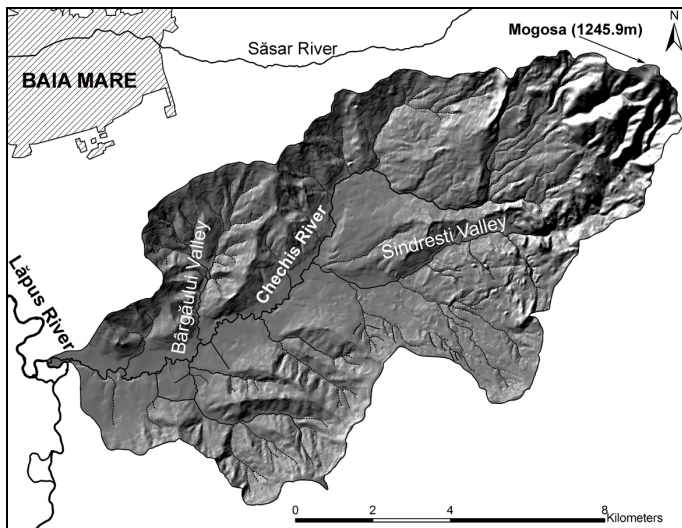 Mogosa (1245.9m)
N
Săsar River
BAIA MARE
Sindresti Valley
Chechis River
Bârgăului Valley
Lăpus River
0 2 4 8
Kilometers